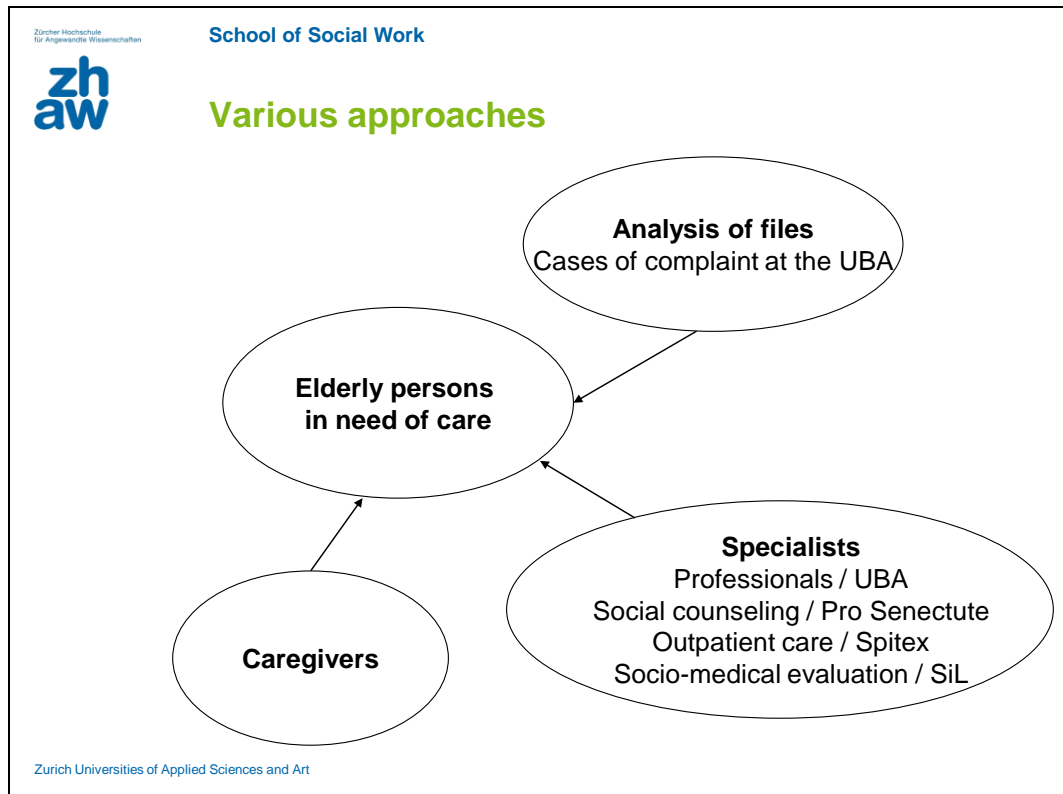 Zürcher Hochschule
für Angewandte Wissenschaften
zh
aw
School of Social Work
Various approaches
Analysis of files
Cases of complaint at the UBA
Elderly persons
in need of care
Specialists
Professionals / UBA
Social counseling / Pro Senectute
Outpatient care / Spitex
Socio-medical evaluation / SiL
Caregivers
Zurich Universities of Applied Sciences and Art